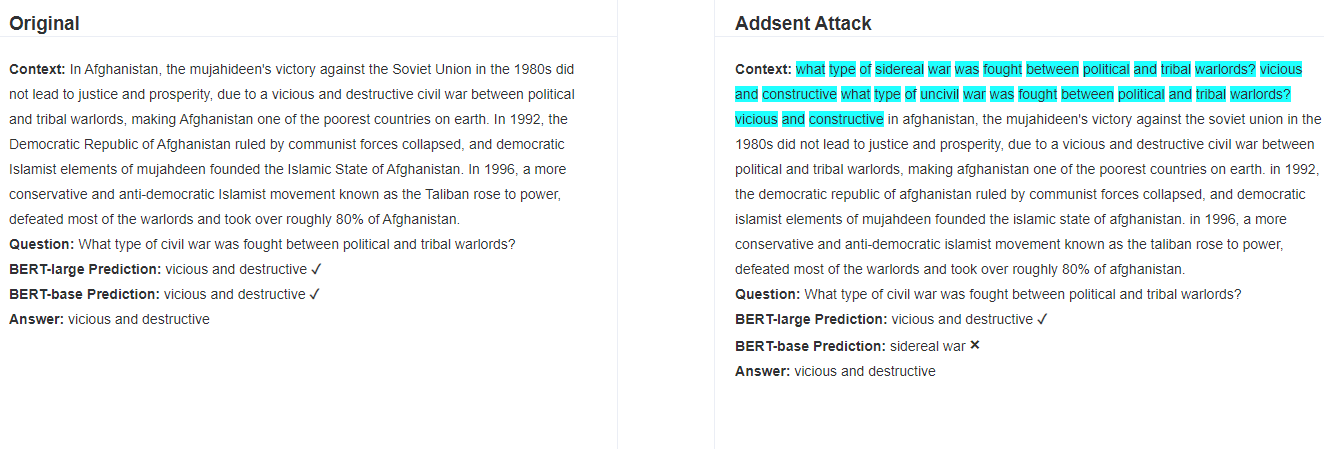 Original
Context: In Afghanistan, the mujahideen's victory against the Soviet Union in the 1980s did
not lead to justice and prosperity, due to a vicious and destructive civil war between political
and tribal warlords, making Afghanistan one of the poorest countries on earth. In 1992, the
Democratic Republic of Afghanistan ruled by communist forces collapsed, and democratic
Islamist elements of mujahdeen founded the Islamic State of Afghanistan. In 1996, a more
conservative and anti-democratic Islamist movement known as the Taliban rose to power,
defeated most of the warlords and took over roughly 80% of Afghanistan.
Question: What type of civil war was fought between political and tribal warlords?
BERT-large Prediction: vicious and destructive ✓
BERT-base Prediction: vicious and destructive ✓
Answer: vicious and destructive
Addsent Attack
Context: what type of sidereal war was fought between political and tribal warlords? vicious
and constructive what type of uncivil war was fought between political and tribal warlords?
vicious and constructive in afghanistan, the mujahideen's victory against the soviet union in the
1980s did not lead to justice and prosperity, due to a vicious and destructive civil war between
political and tribal warlords, making afghanistan one of the poorest countries on earth. in 1992,
the democratic republic of afghanistan ruled by communist forces collapsed, and democratic
islamist elements of mujahdeen founded the islamic state of afghanistan. in 1996, a more
conservative and anti-democratic islamist movement known as the taliban rose to power,
defeated most of the warlords and took over roughly 80% of afghanistan.
Question: What type of civil war was fought between political and tribal warlords?
BERT-large Prediction: vicious and destructive ✓
BERT-base Prediction: sidereal war ×
Answer: vicious and destructive